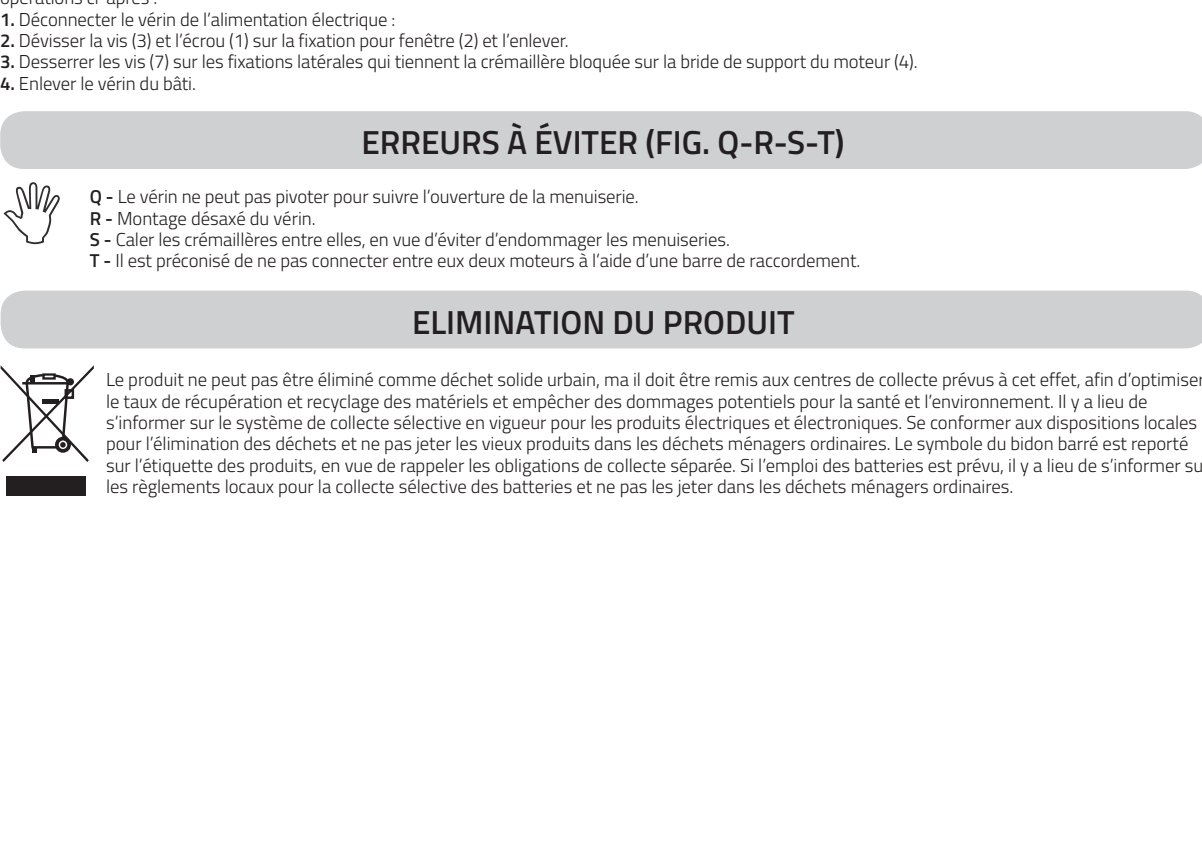 opérations ci-après :
1. Déconnecter le vérin de l’alimentation électrique :
2. Dévisser la vis (3) et l’écrou (1) sur la fixation pour fenêtre (2) et l’enlever.
3. Desserrer les vis (7) sur les fixations latérales qui tiennent la crémaillère bloquée sur la bride de support du moteur (4).
4. Enlever le vérin du bâti.
ERREURS À ÉVITER (FIG. Q-R-S-T)
Q - Le vérin ne peut pas pivoter pour suivre l’ouverture de la menuiserie.
R - Montage désaxé du vérin.
S - Caler les crémaillères entre elles, en vue d’éviter d’endommager les menuiseries.
T - Il est préconisé de ne pas connecter entre eux deux moteurs à l’aide d’une barre de raccordement.
ELIMINATION DU PRODUIT
Le produit ne peut pas être éliminé comme déchet solide urbain, ma il doit être remis aux centres de collecte prévus à cet effet, afin d’optimiser
le taux de récupération et recyclage des matériels et empêcher des dommages potentiels pour la santé et l’environnement. Il y a lieu de
s’informer sur le système de collecte sélective en vigueur pour les produits électriques et électroniques. Se conformer aux dispositions locales
pour l’élimination des déchets et ne pas jeter les vieux produits dans les déchets ménagers ordinaires. Le symbole du bidon barré est reporté
sur l’étiquette des produits, en vue de rappeler les obligations de collecte séparée. Si l’emploi des batteries est prévu, il y a lieu de s’informer su
les règlements locaux pour la collecte sélective des batteries et ne pas les jeter dans les déchets ménagers ordinaires.